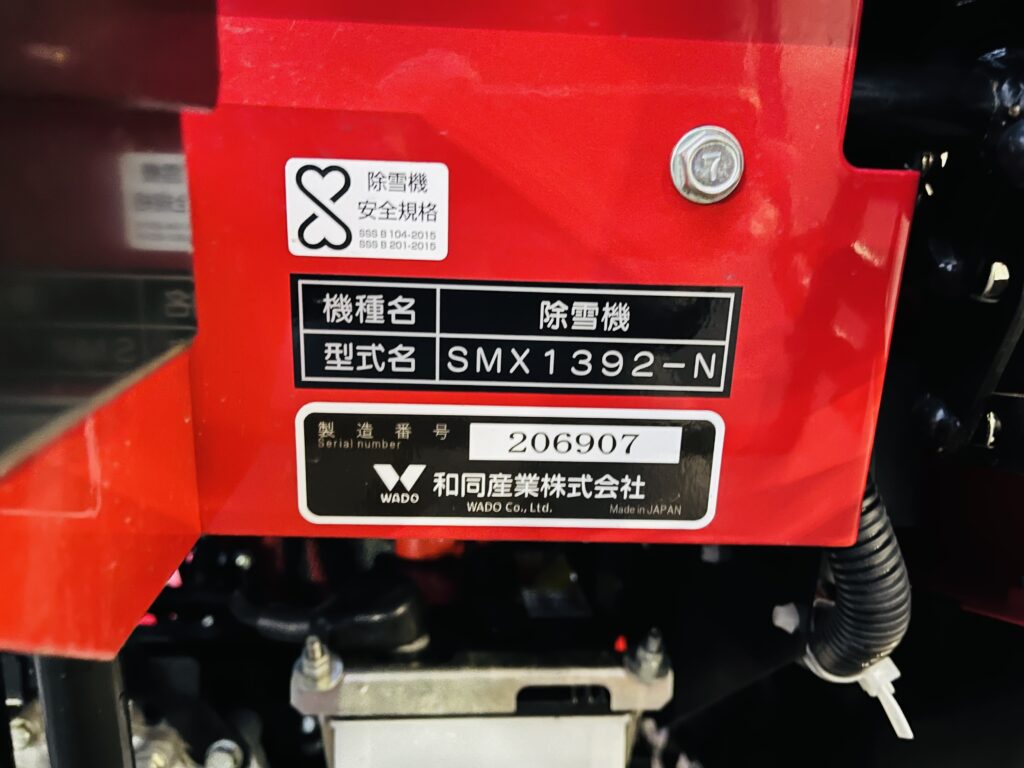 除雪機
安全規格
SSS B 104-2015
SSS B 201-2015
7
機種名 除雪機
型式名 SMX1392-N
製造番号 206907
Serial number
WADO 和同産業株式会社
WADO Co., Ltd. Made in JAPAN